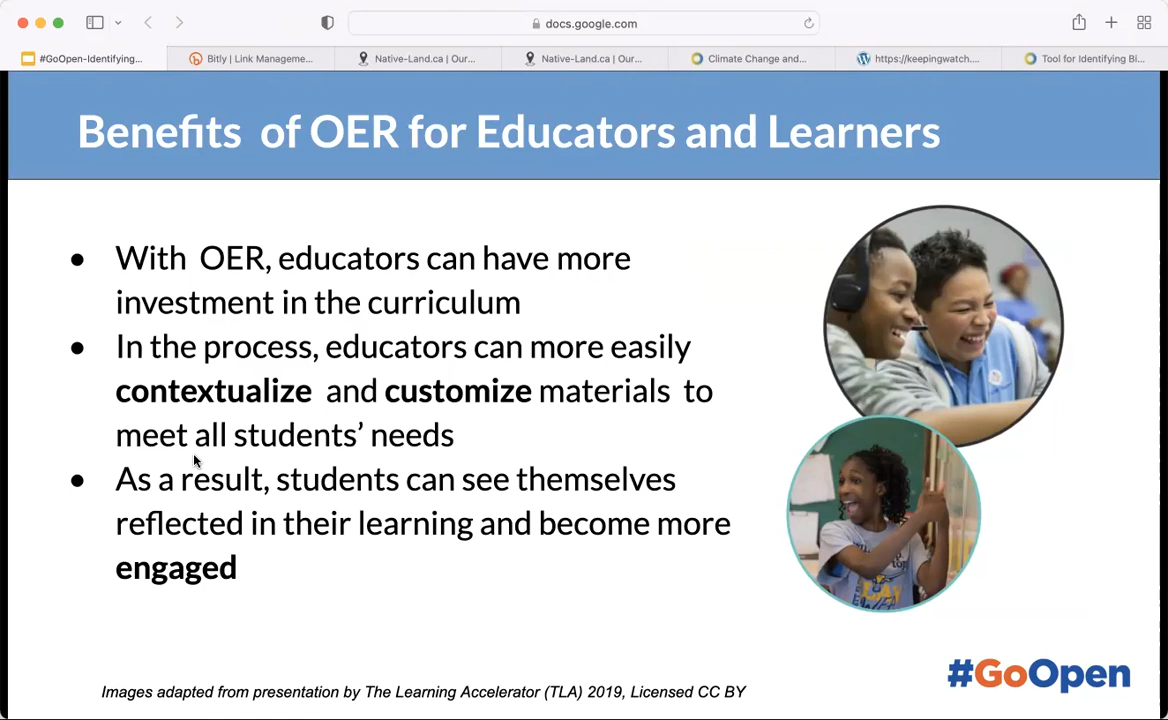 docs.google.com
#GoOpen-Identifying...
Bitly | Link Manageme...
Native-Land.ca | Our...
Native-Land.ca | Our...
Climate Change and...
https://keepingwatch....
Tool for Identifying Bi...
Benefits of OER for Educators and Learners
• With OER, educators can have more
investment in the curriculum
• In the process, educators can more easily
contextualize and customize materials to
meet all students’ needs
• As a result, students can see themselves
reflected in their learning and become more
engaged
Images adapted from presentation by The Learning Accelerator (TLA) 2019, Licensed CC BY
#GoOpen